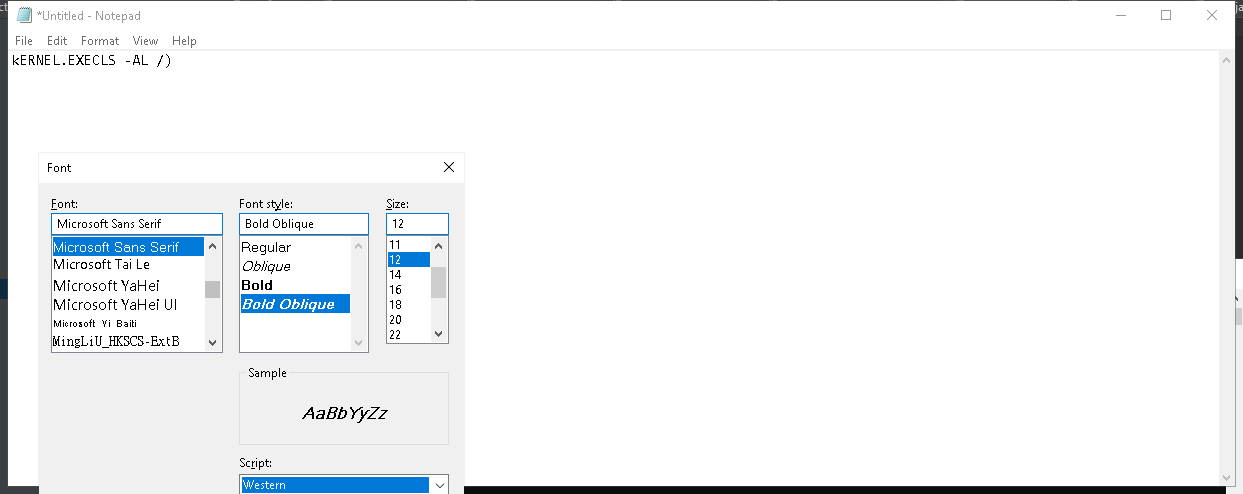 *Untitled - Notepad
File Edit Format View Help
kERNEL.EXECLS -AL /)
Font
Font: Font style: Size:
Microsoft Sans Serif Bold Oblique 12
Microsoft Sans Serif Regular 11
Microsoft Tai Le Oblique 12
Microsoft YaHei Bold 14
Microsoft YaHei UI Bold Oblique 16
Microsoft Yi Baiti 18
MingLiU_HKSCS-ExtB 20
22
Sample
AaBbYyZz
Script:
Western